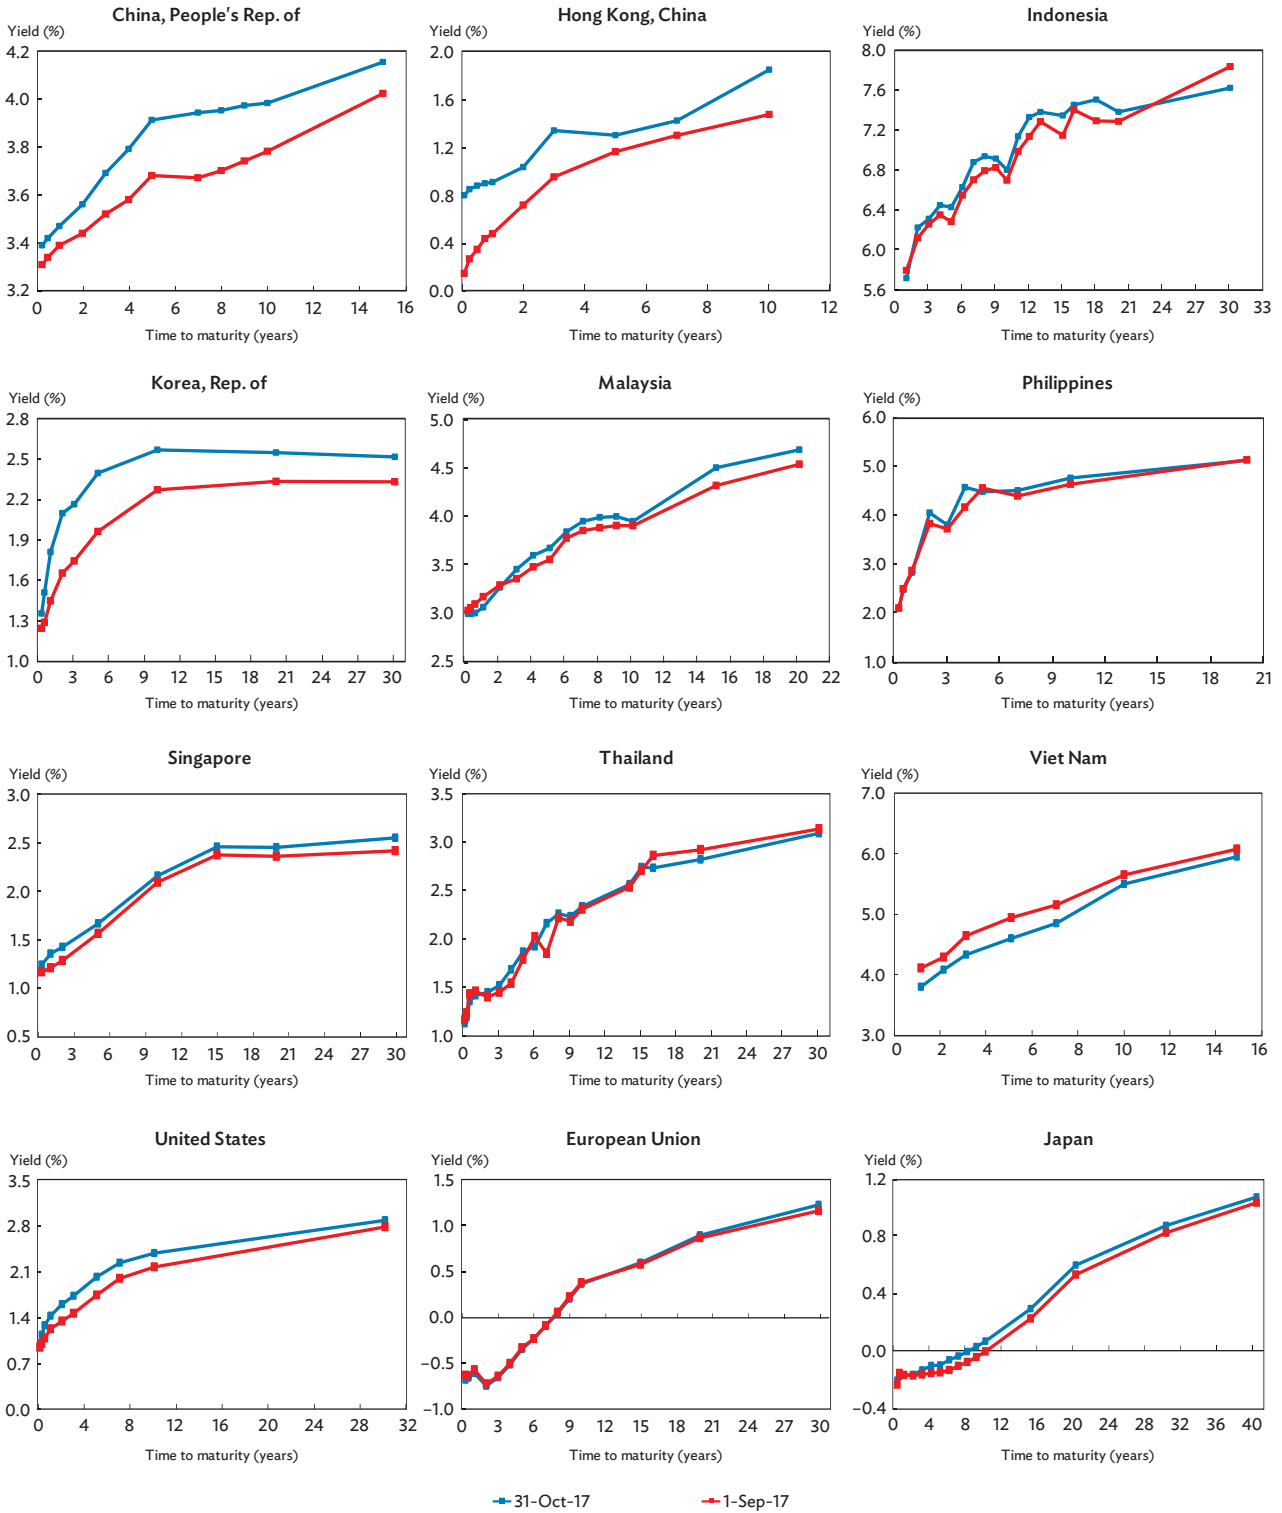 China, People's Rep. of
Yield (%)
4.2
4.0
3.8
3.6
3.4
3.2
0 2 4 6 8 10 12 14 16
Time to maturity (years)
Hong Kong, China
Yield (%)
2.0
1.6
1.2
0.8
0.4
0.0
0 2 4 6 8 10 12
Time to maturity (years)
Indonesia
Yield (%)
8.0
7.6
7.2
6.8
6.4
6.0
5.6
0 3 6 9 12 15 18 21 24 27 30 33
Time to maturity (years)
Korea, Rep. of
Yield (%)
2.8
2.5
2.2
1.9
1.6
1.3
1.0
0 3 6 9 12 15 18 21 24 27 30
Time to maturity (years)
Malaysia
Yield (%)
5.0
4.5
4.0
3.5
3.0
2.5
0 2 4 6 8 10 12 14 16 18 20 22
Time to maturity (years)
Philippines
Yield (%)
6.0
5.0
4.0
3.0
2.0
1.0
0 3 6 9 12 15 18 21
Time to maturity (years)
Singapore
Yield (%)
3.0
2.5
2.0
1.5
1.0
0.5
0 3 6 9 12 15 18 21 24 27 30
Time to maturity (years)
Thailand
Yield (%)
3.5
3.0
2.5
2.0
1.5
1.0
0 3 6 9 12 15 18 21 24 27 30
Time to maturity (years)
Viet Nam
Yield (%)
7.0
6.0
5.0
4.0
3.0
0 2 4 6 8 10 12 14 16
Time to maturity (years)
United States
Yield (%)
3.5
2.8
2.1
1.4
0.7
0.0
0 4 8 12 16 20 24 28 32
Time to maturity (years)
European Union
Yield (%)
1.5
1.0
0.5
0.0
–0.5
–1.0
0 3 6 9 12 15 18 21 24 27 30
Time to maturity (years)
Japan
Yield (%)
1.2
0.8
0.4
0.0
–0.4
0 4 8 12 16 20 24 28 32 36 40
Time to maturity (years)
31-Oct-17 1-Sep-17